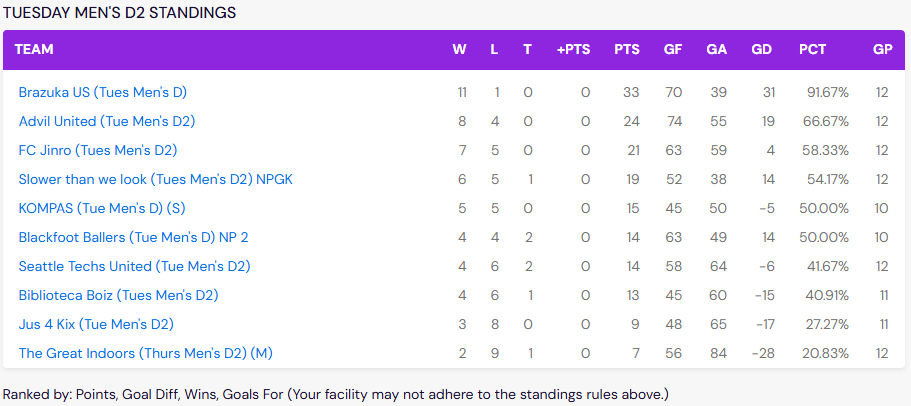 TUESDAY MEN'S D2 STANDINGS
TEAM W L T +PTS PTS GF GA GD PCT GP
Brazuka US (Tues Men's D) 11 1 0 0 33 70 39 31 91.67% 12
Advil United (Tue Men's D2) 8 4 0 0 24 74 55 19 66.67% 12
FC Jinro (Tues Men's D2) 7 5 0 0 21 63 59 4 58.33% 12
Slower than we look (Tues Men's D2) NPGK 6 5 1 0 19 52 38 14 54.17% 12
KOMPAS (Tue Men's D) (S) 5 5 0 0 15 45 50 -5 50.00% 10
Blackfoot Ballers (Tue Men's D) NP 2 4 4 2 0 14 63 49 14 50.00% 10
Seattle Techs United (Tue Men's D2) 4 6 2 0 14 58 64 -6 41.67% 12
Biblioteca Boiz (Tues Men's D2) 4 6 1 0 13 45 60 -15 40.91% 11
Jus 4 Kix (Tue Men's D2) 3 8 0 0 9 48 65 -17 27.27% 11
The Great Indoors (Thurs Men's D2) (M) 2 9 1 0 7 56 84 -28 20.83% 12
Ranked by: Points, Goal Diff, Wins, Goals For (Your facility may not adhere to the standings rules above.)